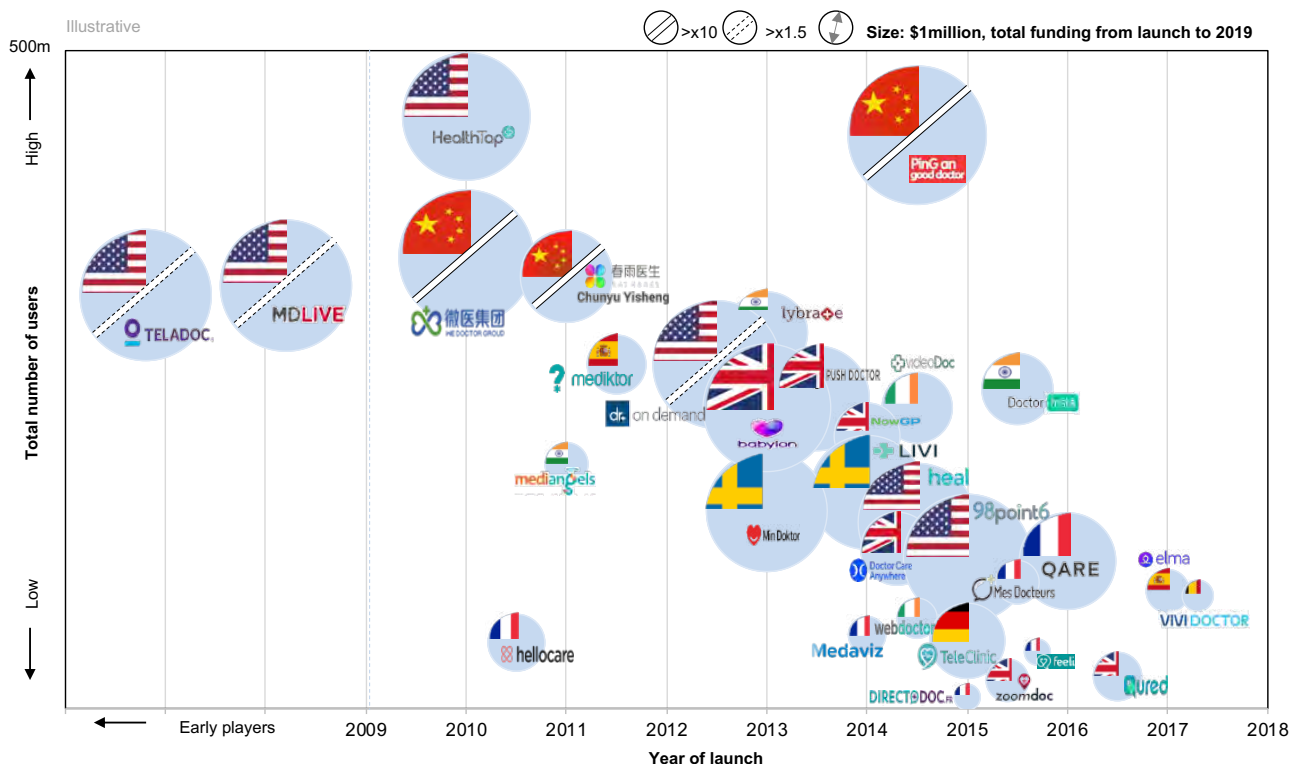 Illustrative
>x10
>x1.5
Size: $1million, total funding from launch to 2019
500m
High
Total number of users
Low
HealthTap
PinG an
good doctor
TELADOC
MDLIVE
微医集团
WE DOCTOR GROUP
春雨医生
Chunyu Yisheng
lybrate
mediktor
dr. on demand
PUSH DOCTOR
videoDoc
babylon
NowGP
Doctor insta
LIVI
mediangels
heal
98point6
Min Doktor
Doctor Care
Anywhere
QARE
elma
Mes Docteurs
VIVI DOCTOR
webdoctor
Medaviz
hellocare
TeleClinic
feeli
Qured
zoomdoc
DIRECTODOC.FR
Early players
2009
2010
2011
2012
2013
2014
2015
2016
2017
2018
Year of launch